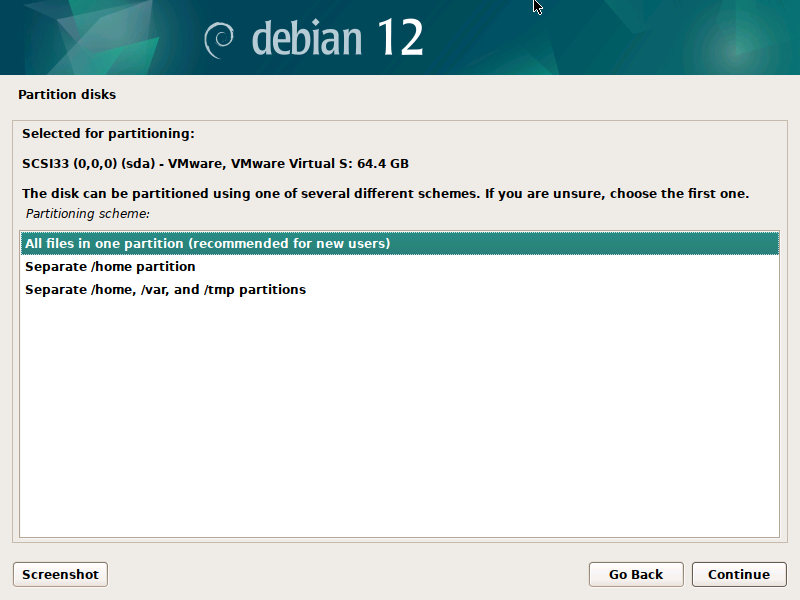 debian 12
Partition disks
Selected for partitioning:
SCSI33 (0,0,0) (sda) - VMware, VMware Virtual S: 64.4 GB
The disk can be partitioned using one of several different schemes. If you are unsure, choose the first one.
Partitioning scheme:
All files in one partition (recommended for new users)
Separate /home partition
Separate /home, /var, and /tmp partitions
Screenshot
Go Back
Continue